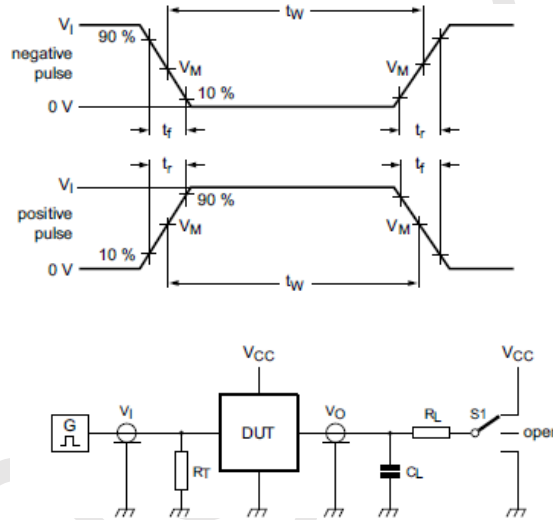 tW
VI
90 %
negative
pulse
VM
VM
10 %
0 V
tf
tr
tr
tf
VI
90 %
positive
pulse
VM
VM
10 %
0 V
tW
VCC
VCC
G
VI
DUT
VO
RL
S1
open
RT
CL